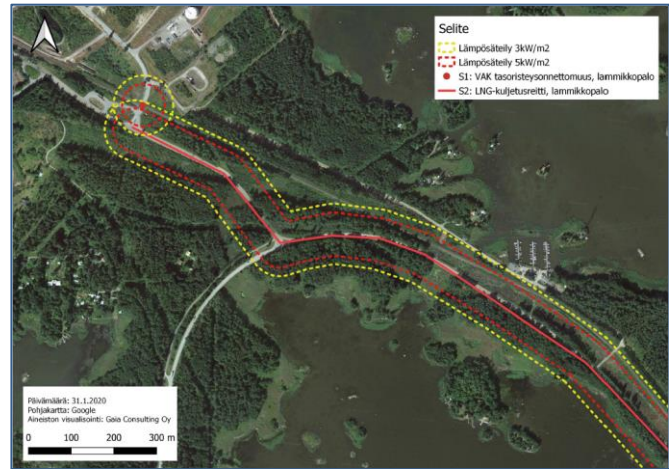 Selite
Lämpösäteily 3kW/m2
Lämpösäteily 5kW/m2
S1: VAK tasoristeysonnettomuus, lammikkopalo
S2: LNG-kuljetusreitti, lammikkopalo
Päivämäärä: 31.1.2020
Pohjakartta: Google
Aineiston visualisointi: Gaia Consulting Oy
0 100 200 300 m